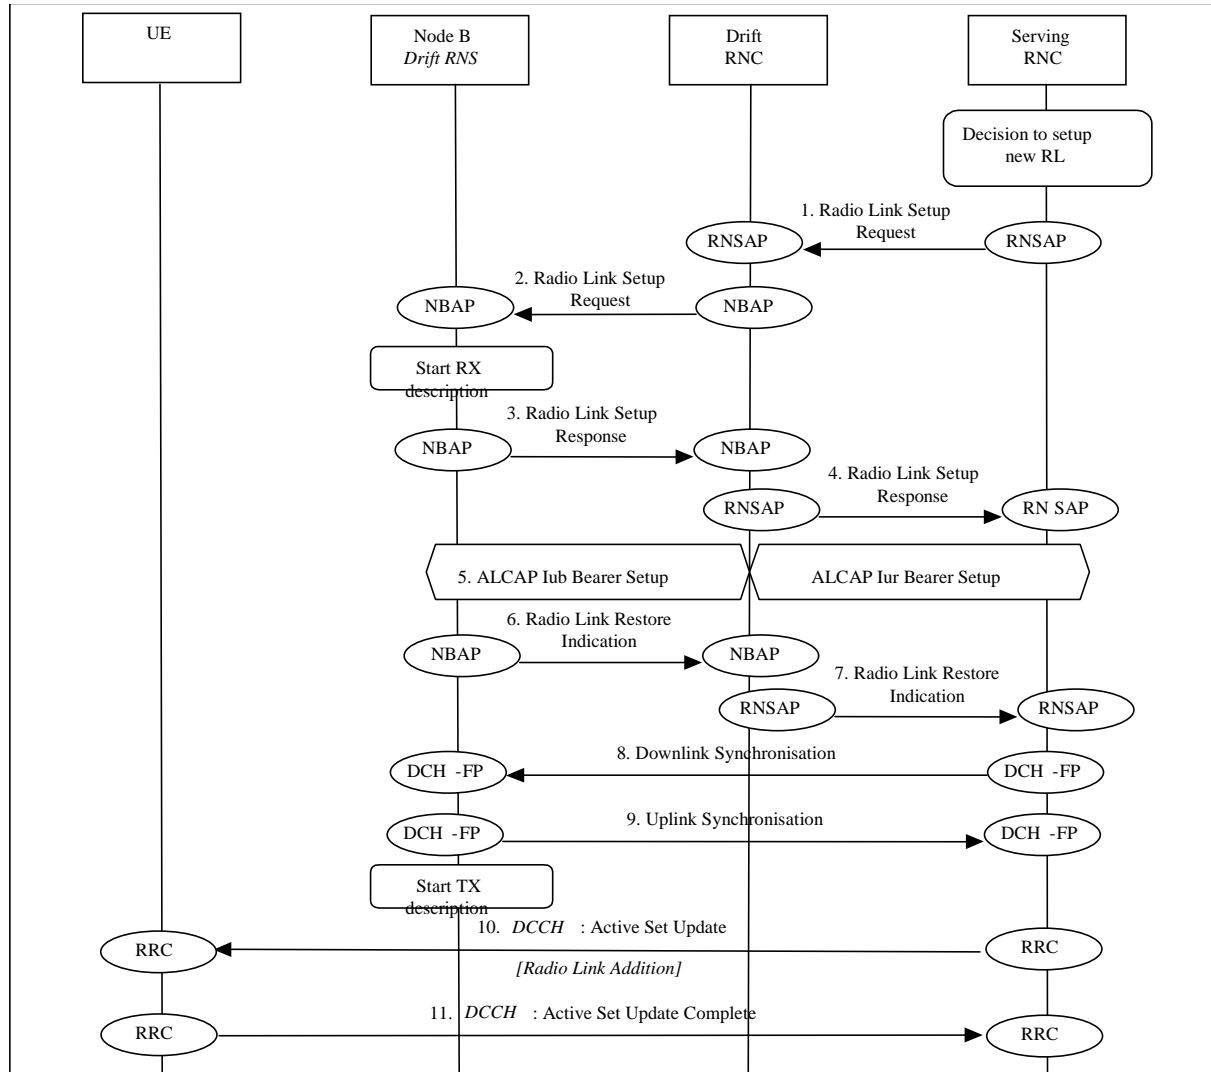 UE
Node B
Drift RNS
Drift
RNC
Serving
RNC
Decision to setup
new RL
1. Radio Link Setup
Request
RNSAP
RNSAP
2. Radio Link Setup
Request
NBAP
NBAP
Start RX
description
3. Radio Link Setup
Response
NBAP
NBAP
4. Radio Link Setup
Response
RNSAP
RN SAP
5. ALCAP Iub Bearer Setup
ALCAP Iur Bearer Setup
6. Radio Link Restore
Indication
NBAP
NBAP
7. Radio Link Restore
Indication
RNSAP
RNSAP
8. Downlink Synchronisation
DCH -FP
DCH -FP
9. Uplink Synchronisation
DCH -FP
DCH -FP
Start TX
description
10. DCCH : Active Set Update
RRC
RRC
[Radio Link Addition]
11. DCCH : Active Set Update Complete
RRC
RRC